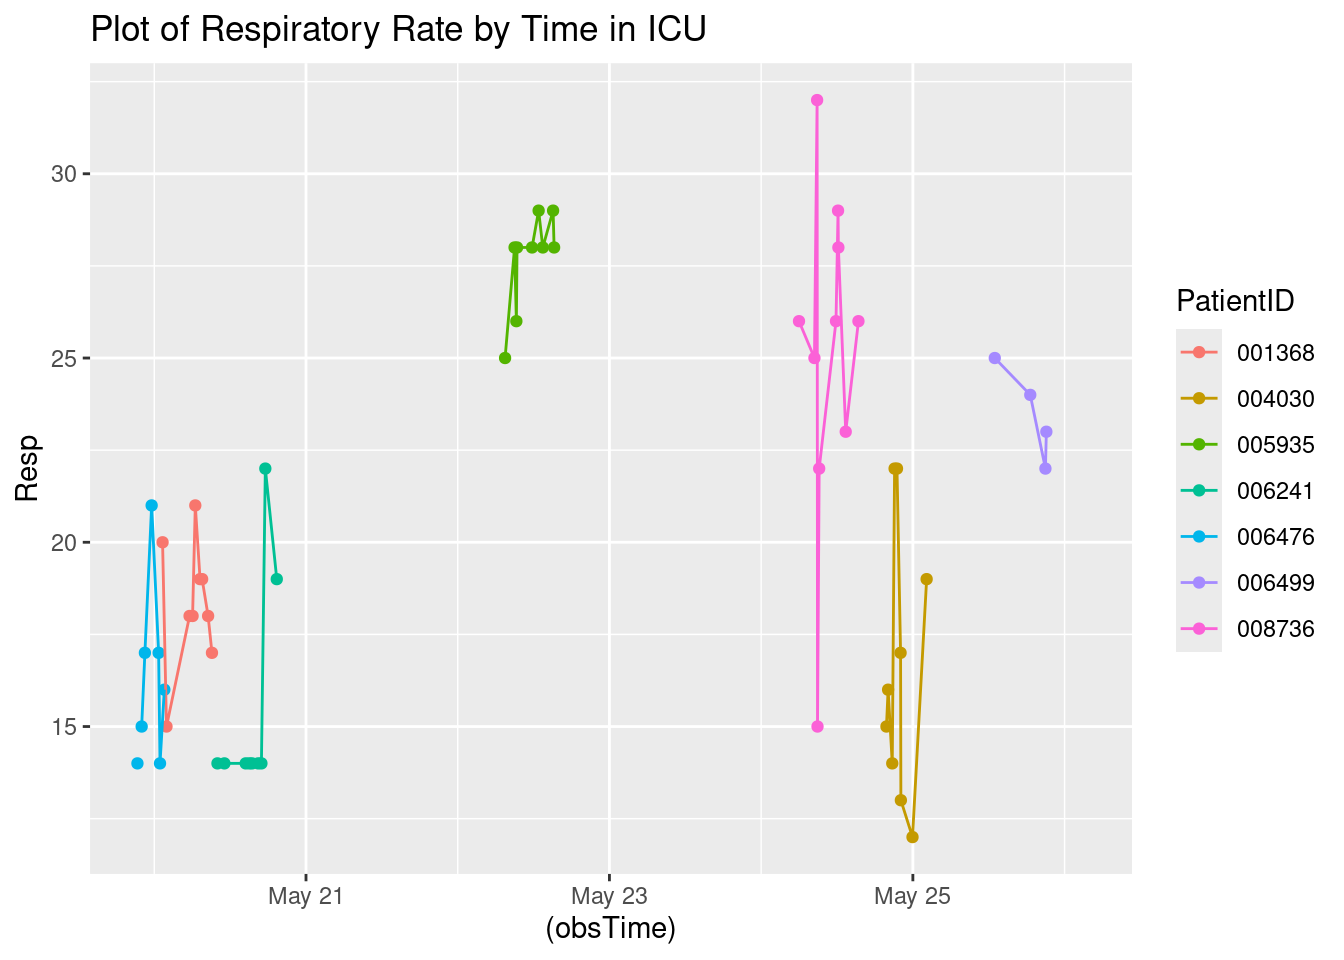 Plot of Respiratory Rate by Time in ICU
Resp
30
25
20
15
May 21
May 23
May 25
(obsTime)
PatientID
001368
004030
005935
006241
006476
006499
008736